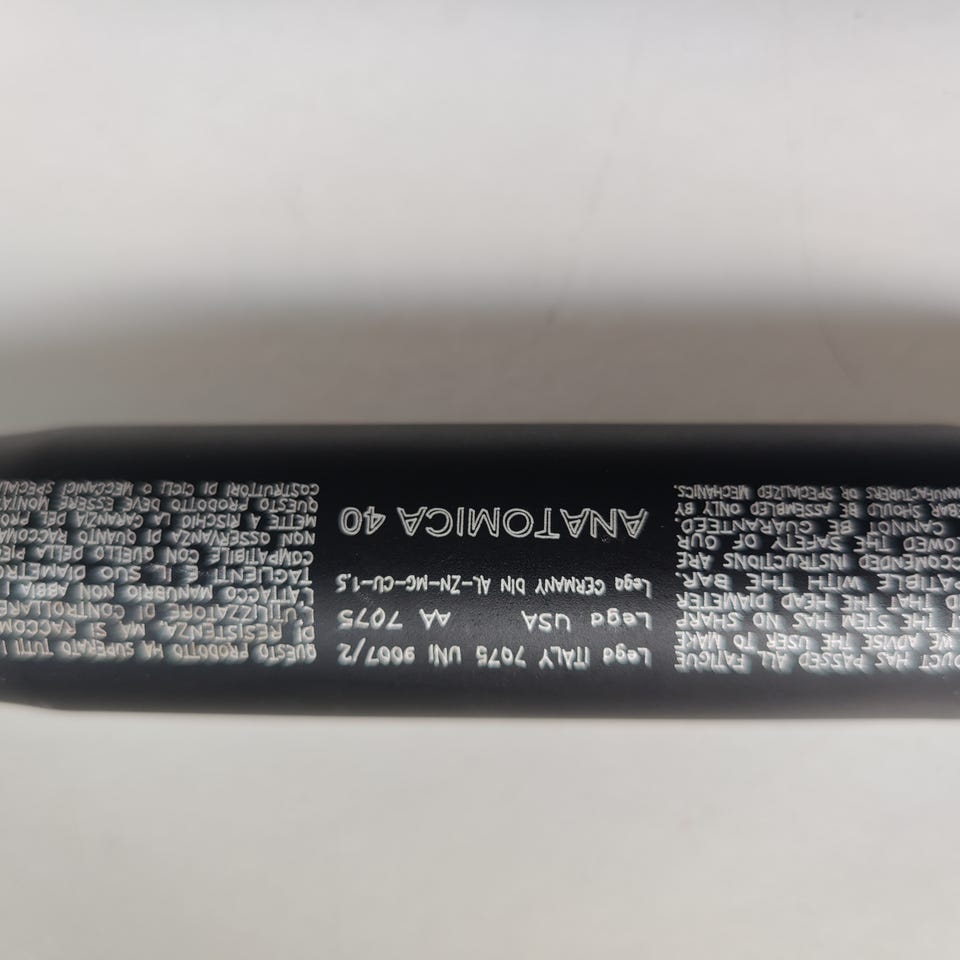 HAS PASSED ALL FATIGUE
WE ADVISE THE USER TO MAKE
THE STEM HAS NO SHARP
THAT THE HEAD DIAMETER
WITH THE BAR.
INSTRUCTIONS ARE
THE SAFETY OF OUR
CANNOT BE GUARANTEED.
SHOULD BE ASSEMBLED ONLY BY
MANUFACTURERS OR SPECIALIZED MECHANICS.
Lega ITALY 7075 UNI 9007/2
Lega USA AA 7075
Lega GERMANY DIN AL-ZN-MG-CU-1,5
ANATOMICA 40
QUESTO PRODOTTO HA SUPERATO TUTTI I
DI RESISTENZA, MA SI
L'UTILIZZATORE DI CONTROLLARE
L'ATTACCO MANUBRIO NON ABBIA
TAGLIENTI E IL SUO DIAMETRO
COMPATIBILE CON QUELLO DELLA
NON OSSERVANZA DI QUANTO
METTE A RISCHIO LA GARANZIA DEL
QUESTO PRODOTTO DEVE ESSERE
COSTRUTTORI DI CICLI O MECCANICI